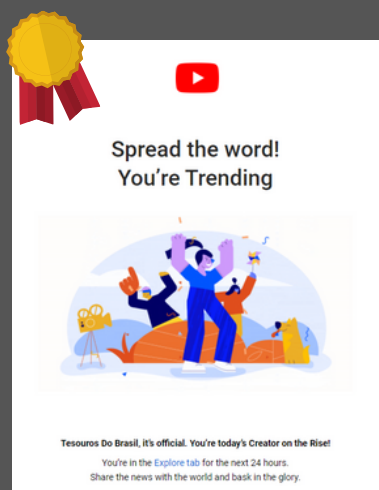 Spread the word!
You're Trending
Tesouros Do Brasil, it's official. You're today's Creator on the Rise!
You're in the Explore tab for the next 24 hours.
Share the news with the world and bask in the glory.